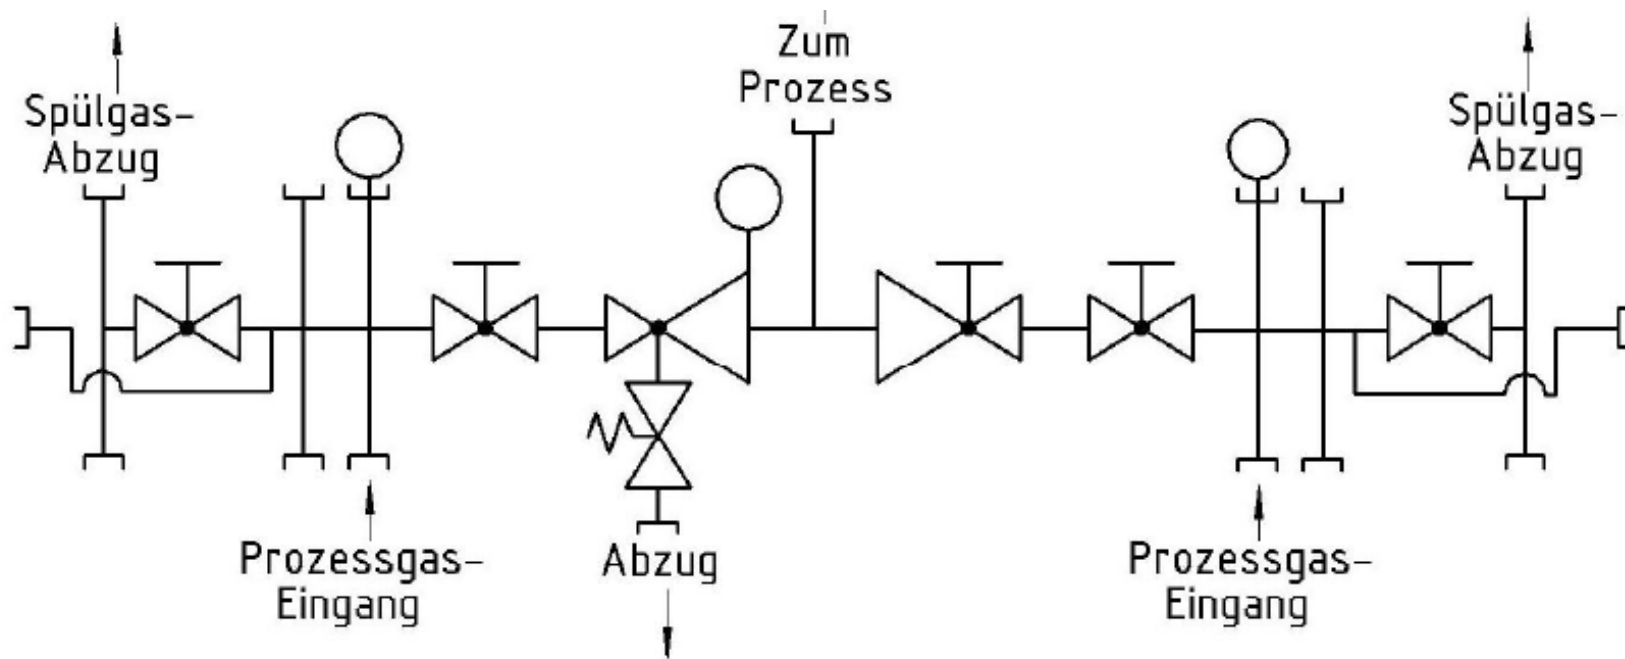 Zum
Prozess
Spülgas-
Abzug
Spülgas-
Abzug
Prozessgas-
Eingang
Abzug
Prozessgas-
Eingang